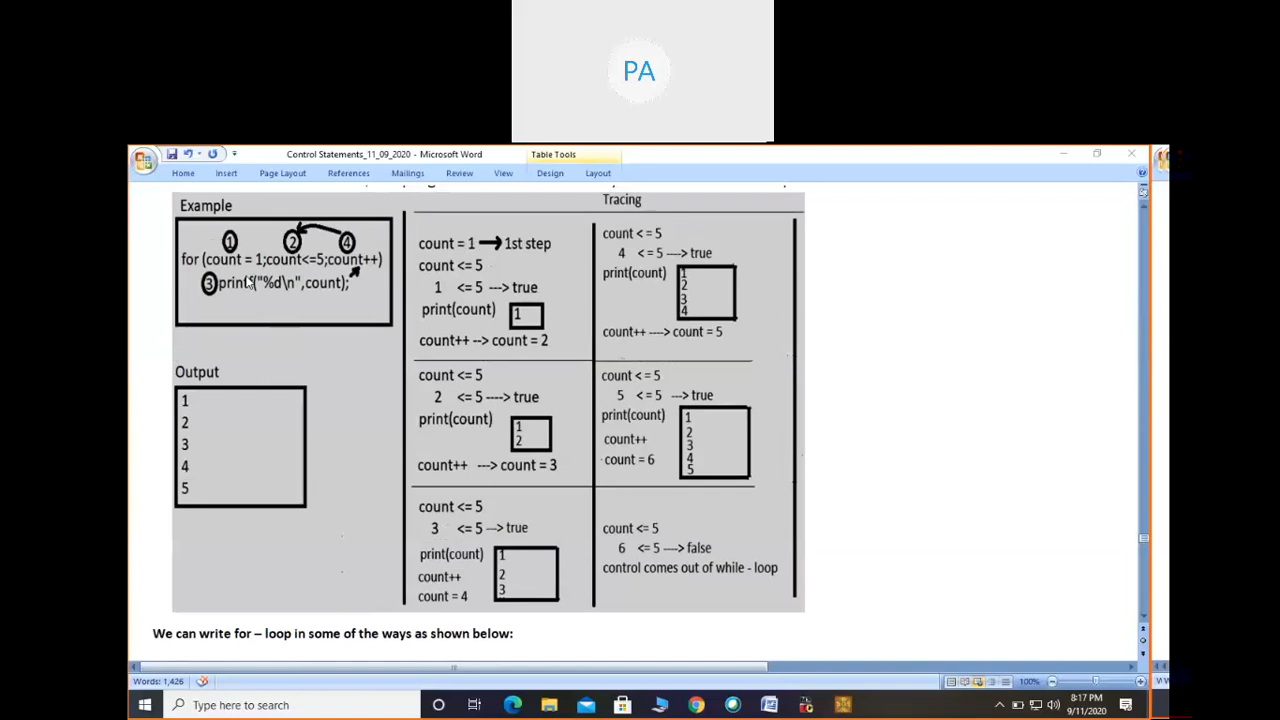 PA
Control Statements_11_09_2020 - Microsoft Word
Table Tools
Home Insert Page Layout References Mailings Review View Design Layout
Example
1 2 4
for (count = 1;count<=5;count++)
3 printf("%d\n",count);
Output
1
2
3
4
5
Tracing
count = 1 → 1st step
count <= 5
1 <= 5 ---> true
print(count)
1
count++ --> count = 2
count <= 5
2 <= 5 ----> true
print(count)
1
2
count++ ---> count = 3
count <= 5
3 <= 5 ---> true
print(count)
1
2
3
count++
count = 4
count <= 5
4 <= 5 ---> true
print(count)
1
2
3
4
count++ ----> count = 5
count <= 5
5 <= 5 ---> true
print(count)
1
2
3
4
5
count++
count = 6
count <= 5
6 <= 5 ----> false
control comes out of while - loop
We can write for – loop in some of the ways as shown below:
Words: 1,426
100%
Type here to search
8:17 PM
9/11/2020